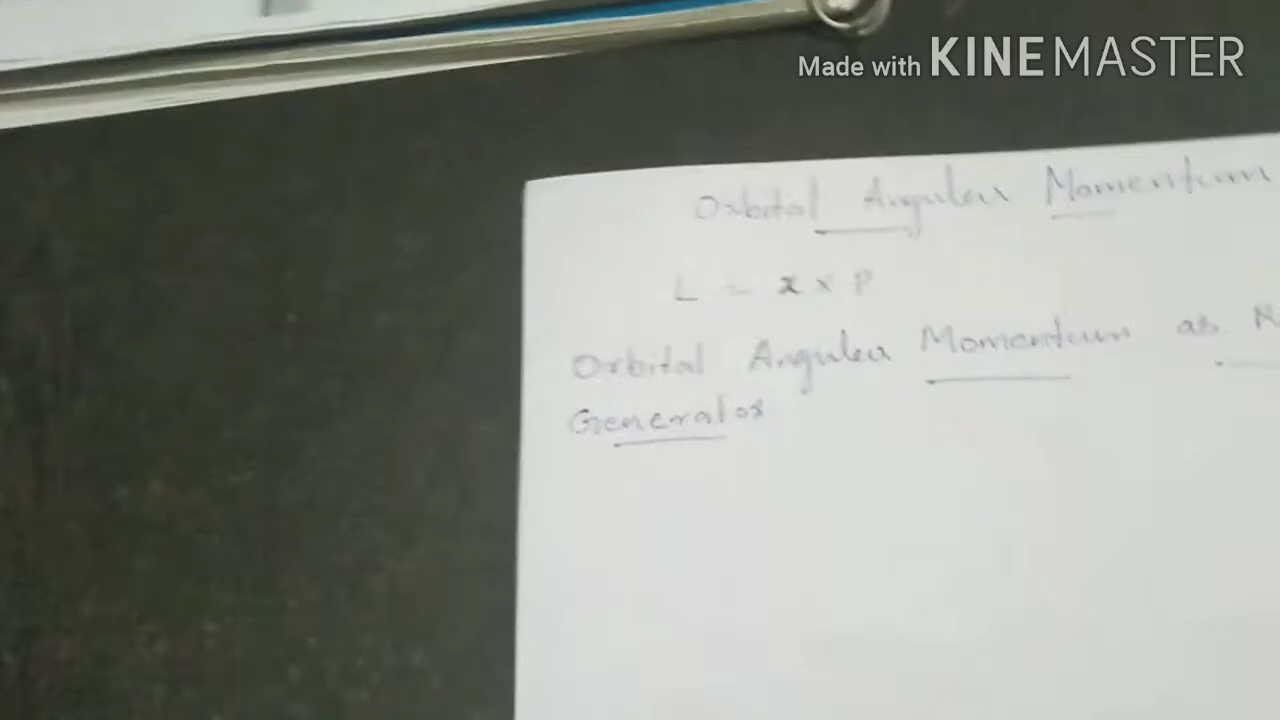 Made with KINEMASTER
Orbital Angular Momentum
L = x × P
Orbital Angular Momentum as R
Generator